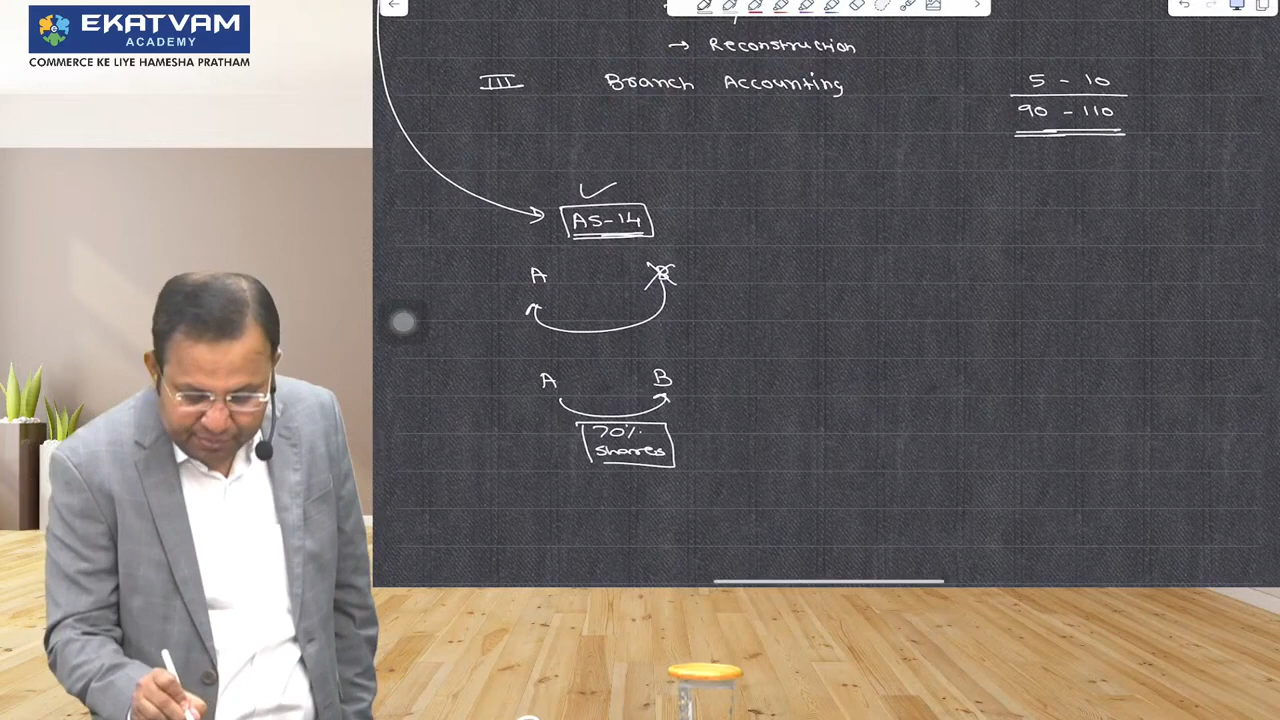 EKATVAM
ACADEMY
COMMERCE KE LIYE HAMESHA PRATHAM
→ Reconstruction
III Branch Accounting
5 - 10
90 - 110
AS-14
A B
A B
70%
shares